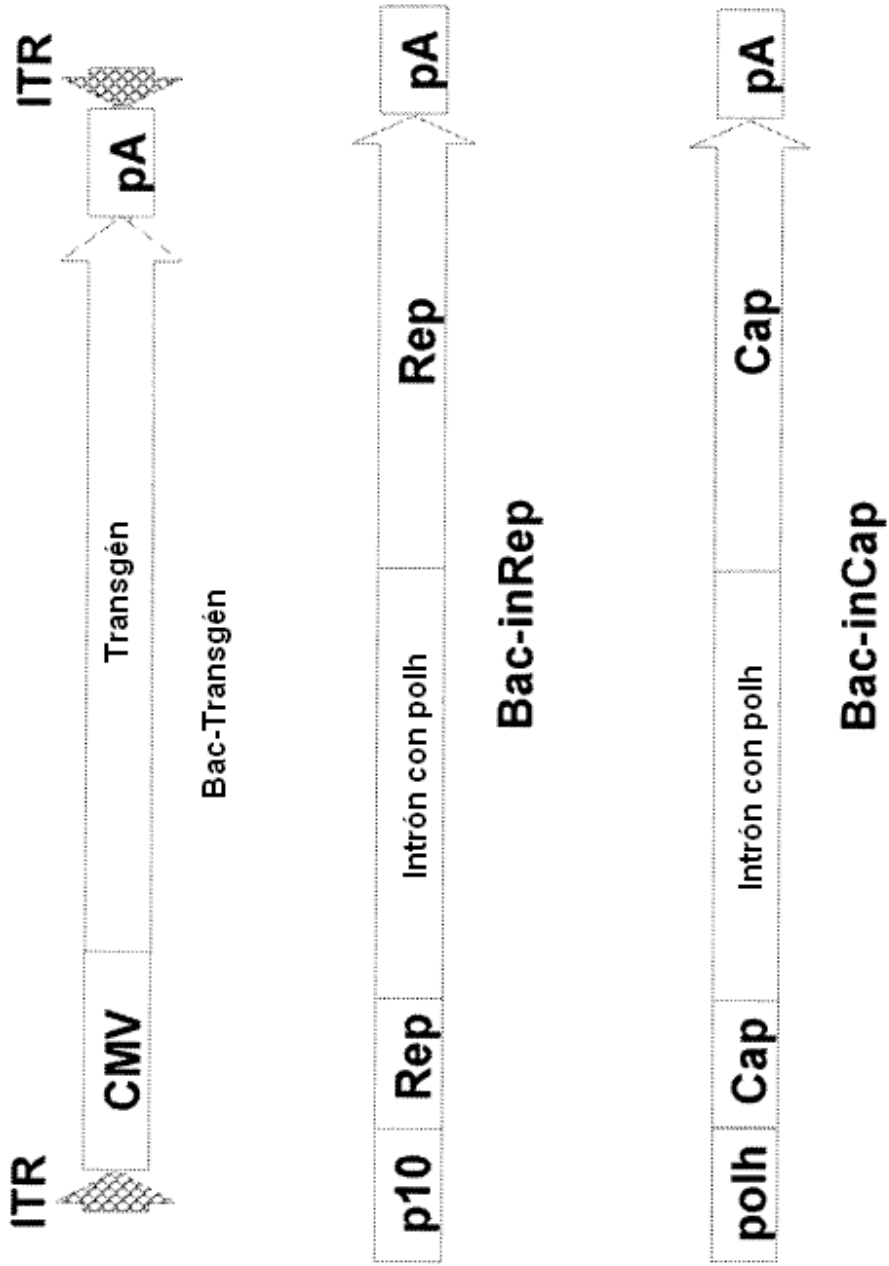 ITR CMV Transgén pA ITR
Bac-Transgén
p10 Rep Intrón con polh Rep pA
Bac-inRep
polh Cap Intrón con polh Cap pA
Bac-inCap